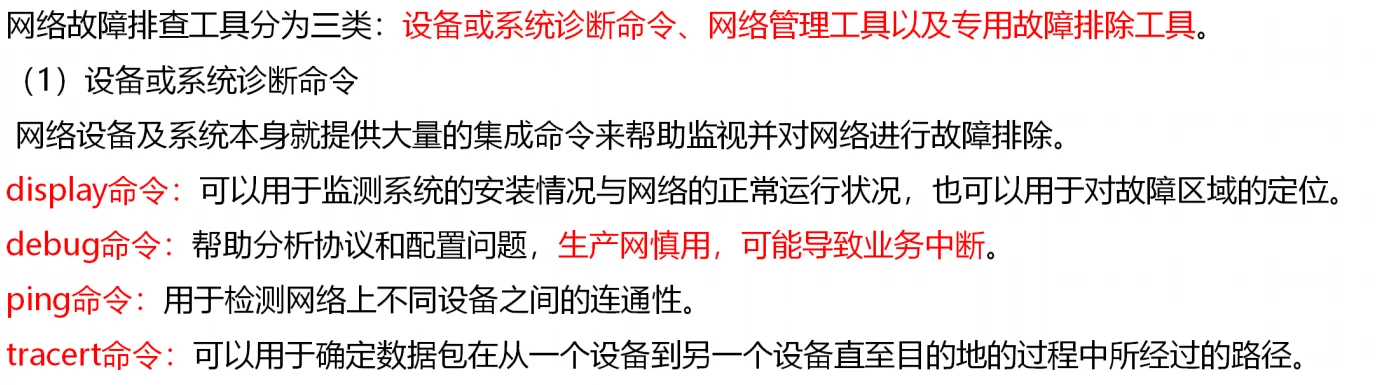 网络故障排查工具分为三类：设备或系统诊断命令、网络管理工具以及专用故障排除工具。
（1）设备或系统诊断命令
网络设备及系统本身就提供大量的集成命令来帮助监视并对网络进行故障排除。
display命令：可以用于监测系统的安装情况与网络的正常运行状况，也可以用于对故障区域的定位。
debug命令：帮助分析协议和配置问题，生产网慎用，可能导致业务中断。
ping命令：用于检测网络上不同设备之间的连通性。
tracert命令：可以用于确定数据包在从一个设备到另一个设备直至目的地的过程中所经过的路径。